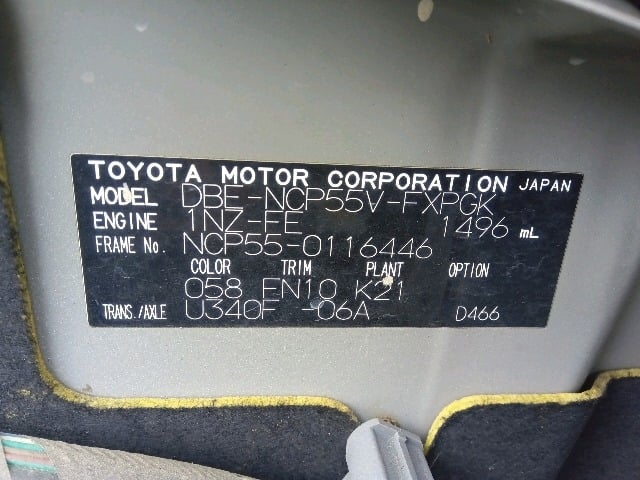 TOYOTA MOTOR CORPORATION JAPAN
MODEL DBE-NCP55V-FXPGK
ENGINE 1NZ-FE 1496 mL
FRAME No. NCP55-0116446
COLOR TRIM PLANT OPTION
058 FN10 K21
TRANS./AXLE U340F -06A D466